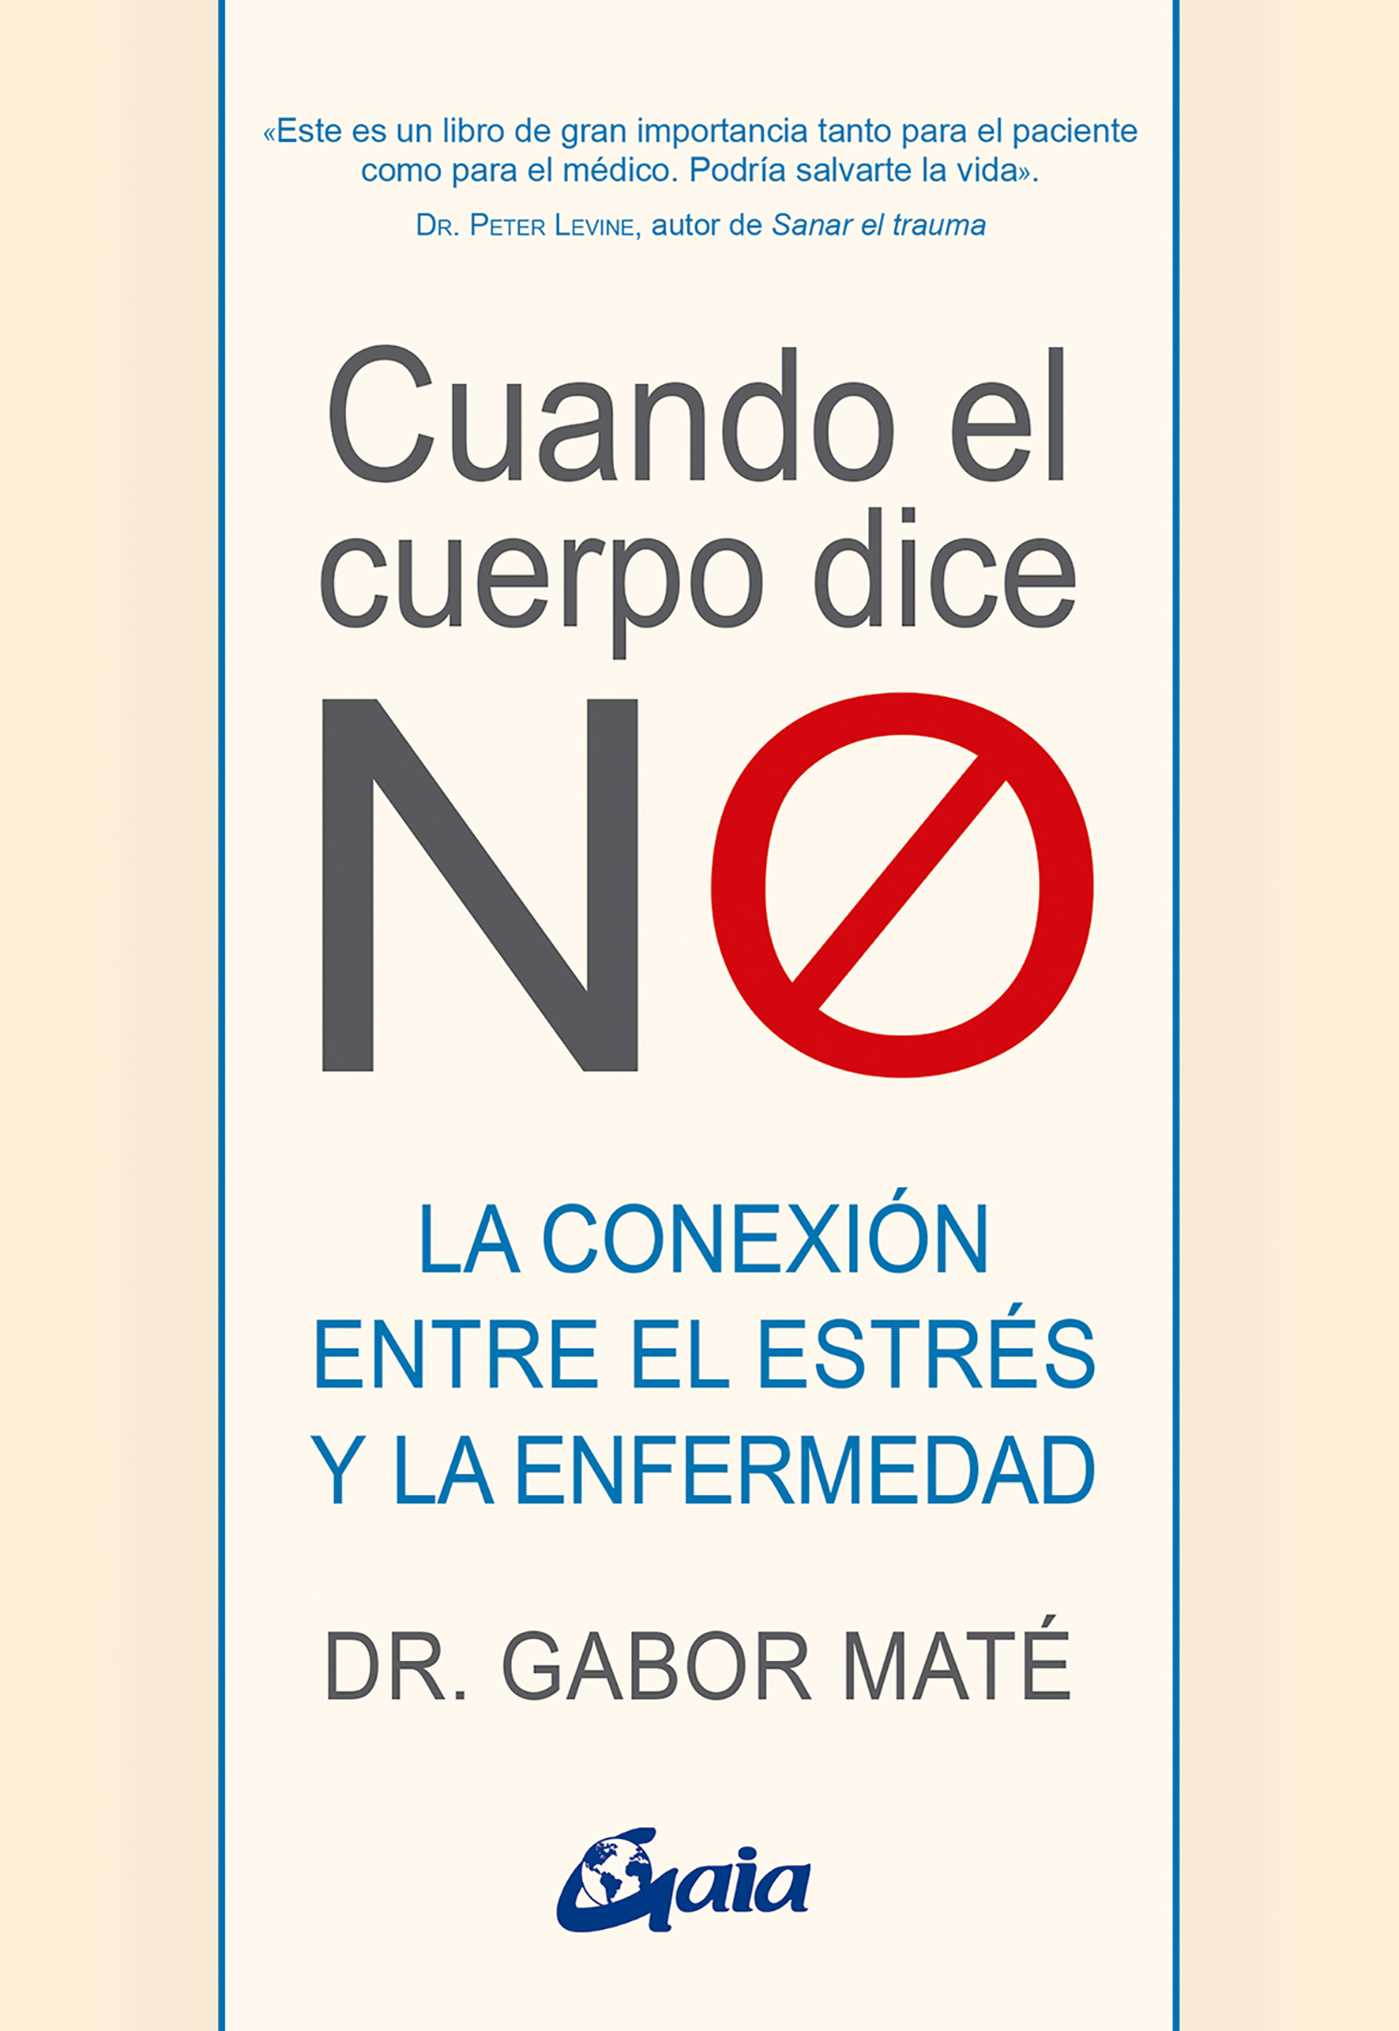 «Este es un libro de gran importancia tanto para el paciente
como para el médico. Podría salvarte la vida».
DR. PETER LEVINE, autor de Sanar el trauma
Cuando el
cuerpo dice
NO
LA CONEXIÓN
ENTRE EL ESTRÉS
Y LA ENFERMEDAD
DR. GABOR MATÉ
Gaia